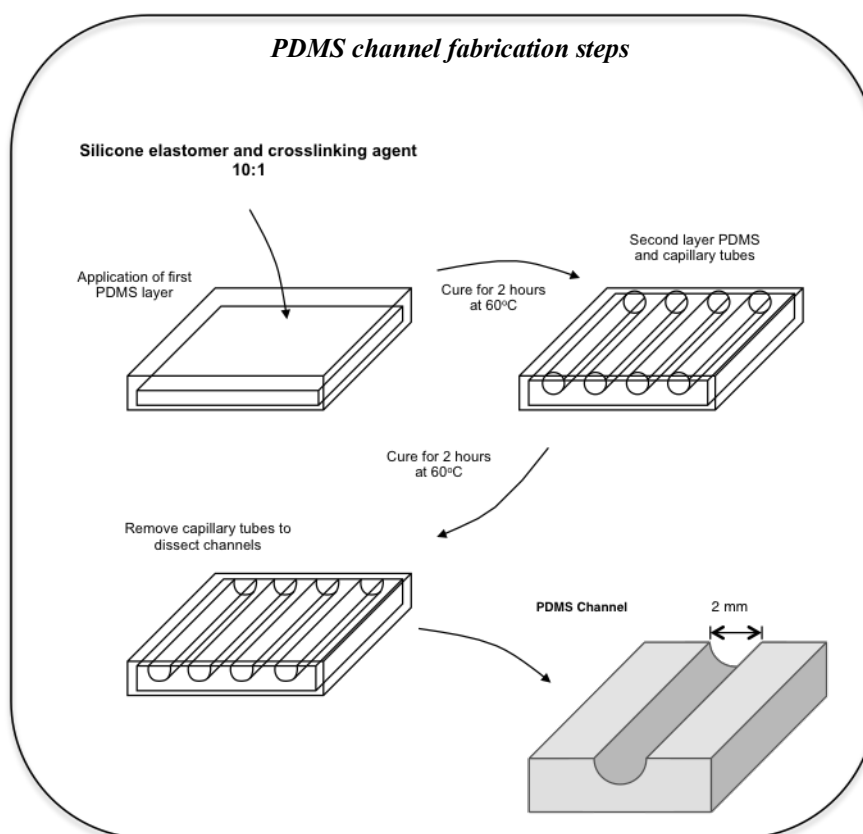 PDMS channel fabrication steps
Silicone elastomer and crosslinking agent
10:1
Application of first
PDMS layer
Cure for 2 hours
at 60°C
Second layer PDMS
and capillary tubes
Cure for 2 hours
at 60°C
Remove capillary tubes to
dissect channels
PDMS Channel
2 mm